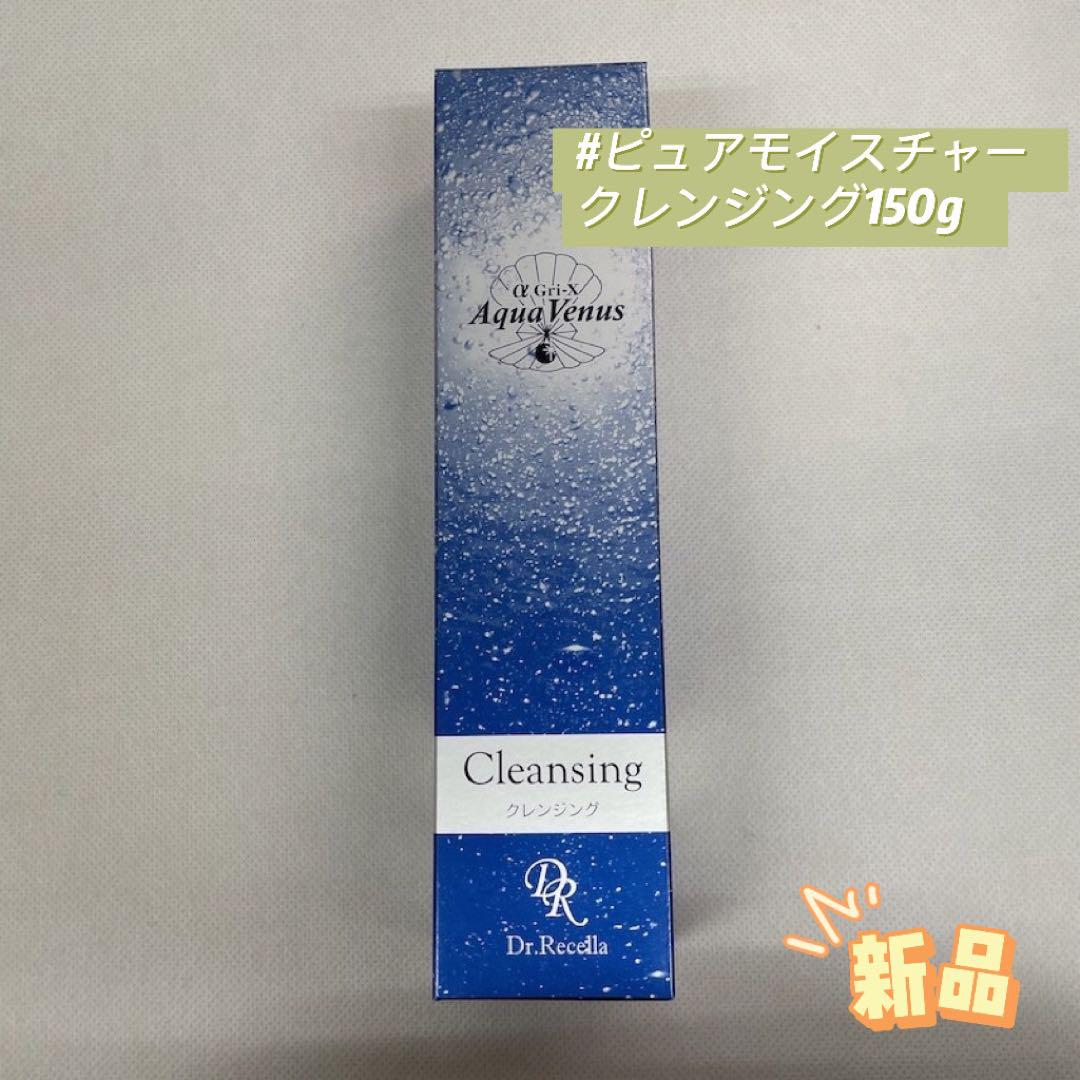 #ピュアモイスチャー
クレンジング150g
α Gri-X
Aqua Venus
Cleansing
クレンジング
DR
Dr.Recella
新品